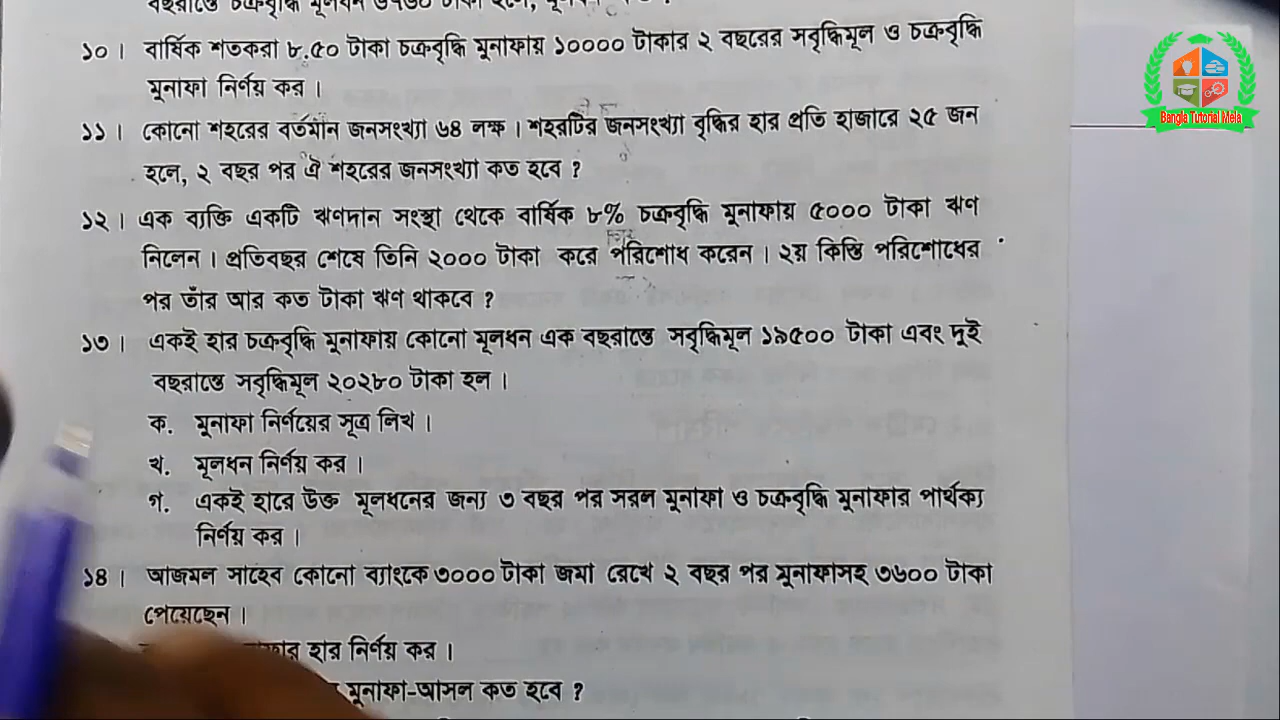 ১০। বার্ষিক শতকরা ৮.৫০ টাকা চক্রবৃদ্ধি মুনাফায় ১০০০০ টাকার ২ বছরের সবৃদ্ধিমূল ও চক্রবৃদ্ধি
মুনাফা নির্ণয় কর।
Bangla Tutorial Mela
১১। কোনো শহরের বর্তমান জনসংখ্যা ৬৪ লক্ষ। শহরটির জনসংখ্যা বৃদ্ধির হার প্রতি হাজারে ২৫ জন
হলে, ২ বছর পর ঐ শহরের জনসংখ্যা কত হবে ?
১২। এক ব্যক্তি একটি ঋণদান সংস্থা থেকে বার্ষিক ৮% চক্রবৃদ্ধি মুনাফায় ৫০০০ টাকা ঋণ
নিলেন। প্রতিবছর শেষে তিনি ২০০০ টাকা করে পরিশোধ করেন। ২য় কিস্তি পরিশোধের
পর তাঁর আর কত টাকা ঋণ থাকবে ?
১৩। একই হার চক্রবৃদ্ধি মুনাফায় কোনো মূলধন এক বছরান্তে সবৃদ্ধিমূল ১৯৫০০ টাকা এবং দুই
বছরান্তে সবৃদ্ধিমূল ২০২৮০ টাকা হল।
ক. মুনাফা নির্ণয়ের সূত্র লিখ।
খ. মূলধন নির্ণয় কর।
গ. একই হারে উক্ত মূলধনের জন্য ৩ বছর পর সরল মুনাফা ও চক্রবৃদ্ধি মুনাফার পার্থক্য
নির্ণয় কর।
১৪। আজমল সাহেব কোনো ব্যাংকে ৩০০০ টাকা জমা রেখে ২ বছর পর মুনাফাসহ ৩৬০০ টাকা
পেয়েছেন।
হার নির্ণয় কর।
মুনাফা-আসল কত হবে ?